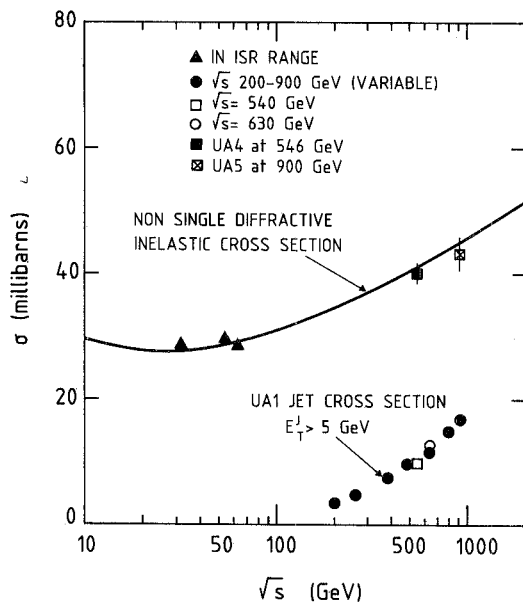 80
60
40
20
0
σ (millibarns)
▲ IN ISR RANGE
● √s 200-900 GeV (VARIABLE)
□ √s= 540 GeV
○ √s= 630 GeV
■ UA4 at 546 GeV
⊠ UA5 at 900 GeV
NON SINGLE DIFFRACTIVE
INELASTIC CROSS SECTION
UA1 JET CROSS SECTION
E_T^J > 5 GeV
10 50 100 500 1000
√s (GeV)